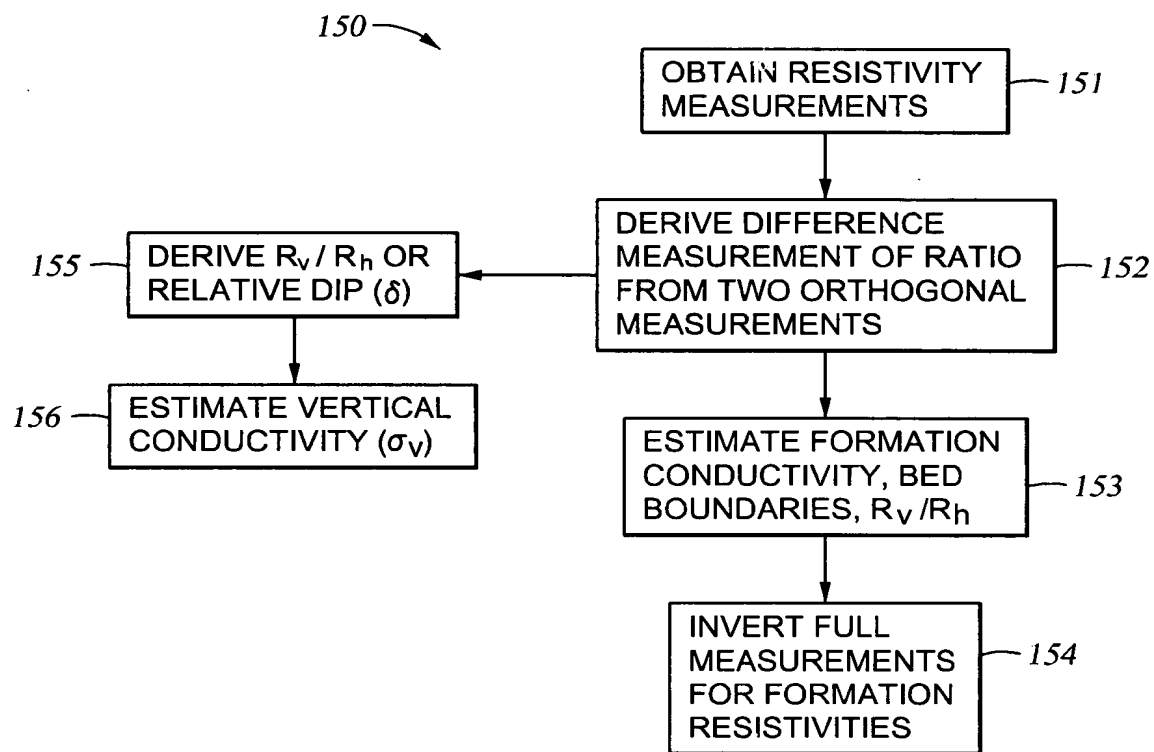 150
OBTAIN RESISTIVITY
MEASUREMENTS
151
DERIVE DIFFERENCE
MEASUREMENT OF RATIO
FROM TWO ORTHOGONAL
MEASUREMENTS
152
155
DERIVE Rv / Rh OR
RELATIVE DIP (δ)
156
ESTIMATE VERTICAL
CONDUCTIVITY (σv)
ESTIMATE FORMATION
CONDUCTIVITY, BED
BOUNDARIES, Rv /Rh
153
INVERT FULL
MEASUREMENTS
FOR FORMATION
RESISTIVITIES
154